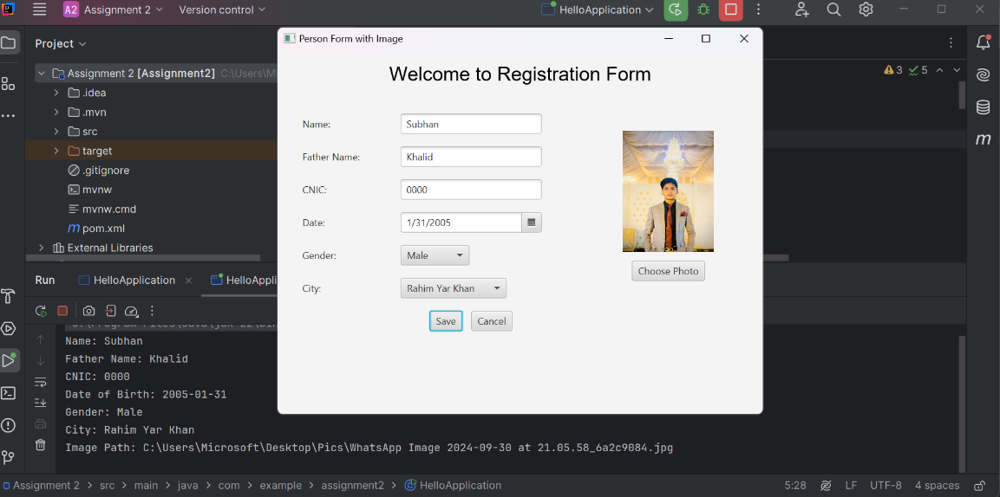 A2 Assignment 2 Version control HelloApplication
Project
Person Form with Image
Assignment 2 [Assignment2] C:\Users\Mi
3 5
.idea
.mvn
src
target
.gitignore
mvnw
mvnw.cmd
m pom.xml
External Libraries
Welcome to Registration Form
Name: Subhan
Father Name: Khalid
CNIC: 0000
Date: 1/31/2005
Gender: Male
City: Rahim Yar Khan
Choose Photo
Save Cancel
m
Run HelloApplication HelloAppli
Name: Subhan
Father Name: Khalid
CNIC: 0000
Date of Birth: 2005-01-31
Gender: Male
City: Rahim Yar Khan
Image Path: C:\Users\Microsoft\Desktop\Pics\WhatsApp Image 2024-09-30 at 21.05.58_6a2c9084.jpg
Assignment 2 > src > main > java > com > example > assignment2 > HelloApplication 5:28 LF UTF-8 4 spaces